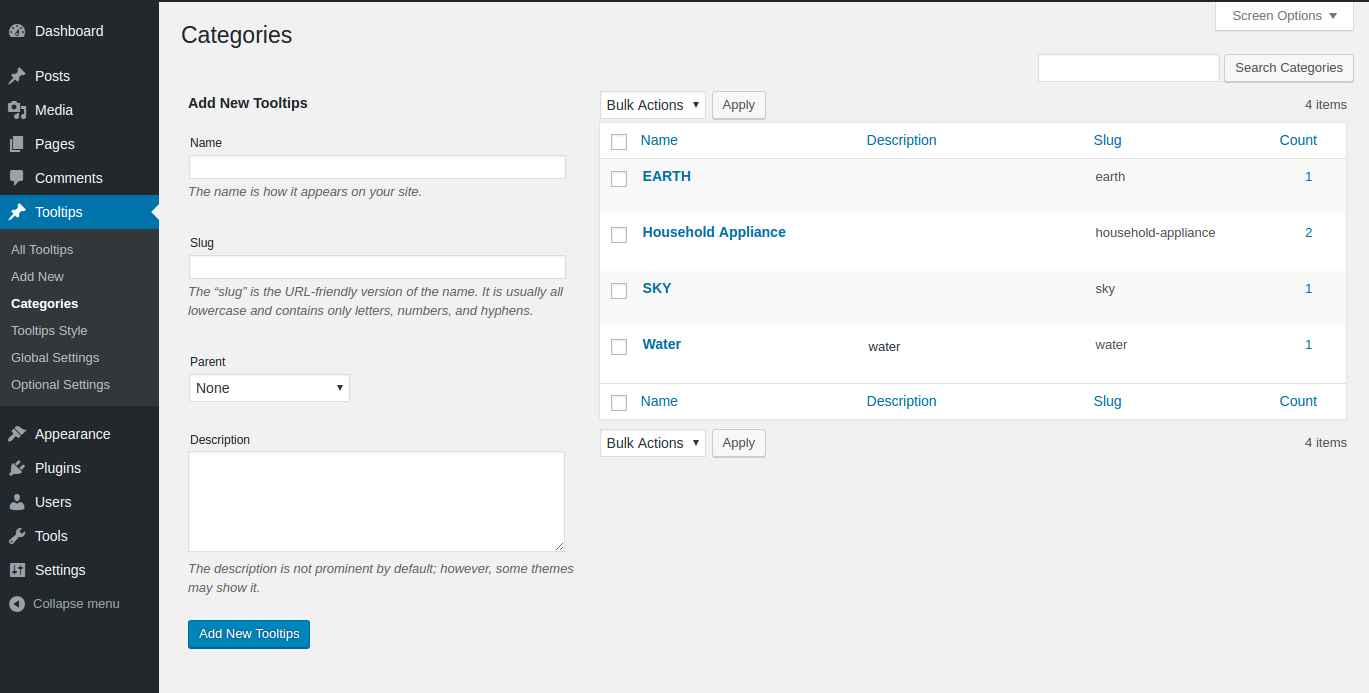 Dashboard
Posts
Media
Pages
Comments
Tooltips
All Tooltips
Add New
Categories
Tooltips Style
Global Settings
Optional Settings
Appearance
Plugins
Users
Tools
Settings
Collapse menu
Screen Options
Categories
Search Categories
Add New Tooltips
Name
The name is how it appears on your site.
Slug
The “slug” is the URL-friendly version of the name. It is usually all
lowercase and contains only letters, numbers, and hyphens.
Parent
None
Description
The description is not prominent by default; however, some themes
may show it.
Add New Tooltips
Bulk Actions Apply 4 items
Name Description Slug Count
EARTH earth 1
Household Appliance household-appliance 2
SKY sky 1
Water water water 1
Name Description Slug Count
Bulk Actions Apply 4 items